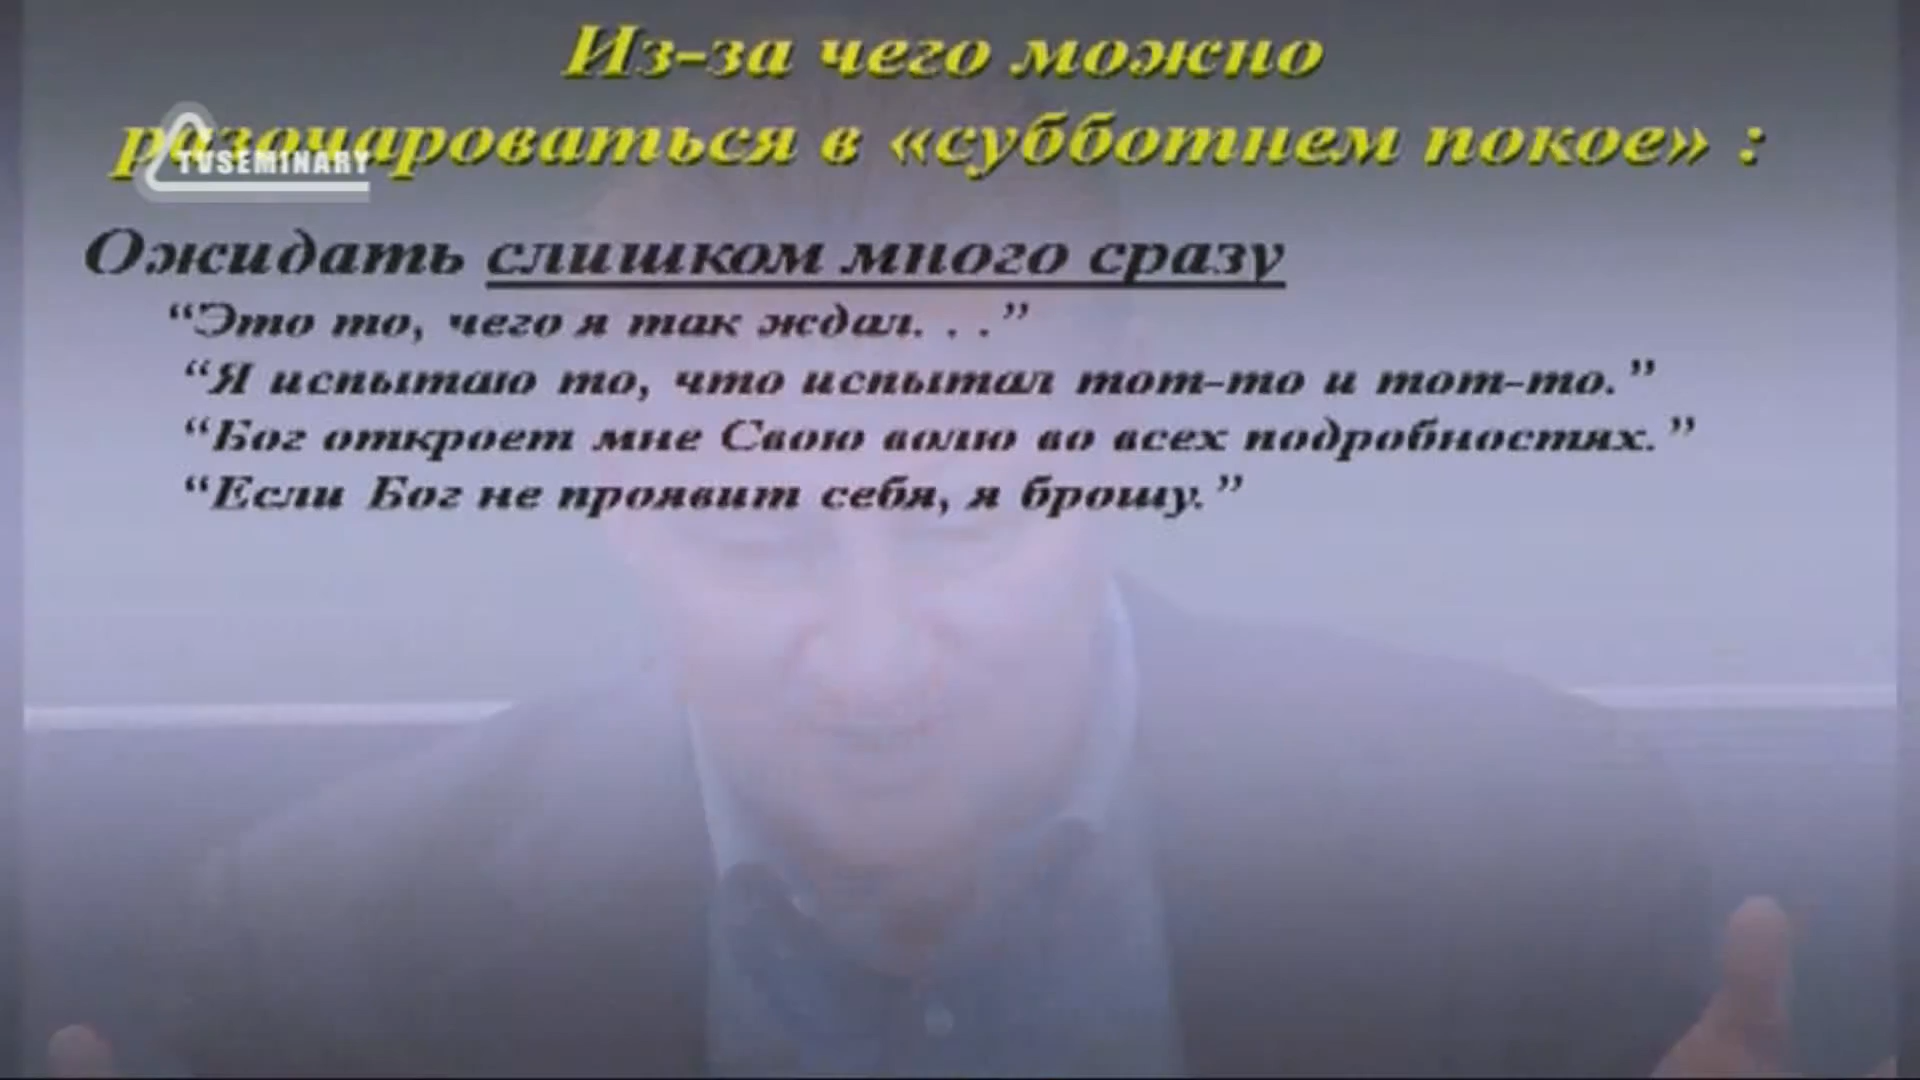 Из-за чего можно
разочароваться в «субботнем покое» :
TVSEMINARY
Ожидать слишком много сразу
“Это то, чего я так ждал. . .”
“Я испытаю то, что испытал тот-то и тот-то.”
“Бог откроет мне Свою волю во всех подробностях.”
“Если Бог не проявит себя, я брошу.”